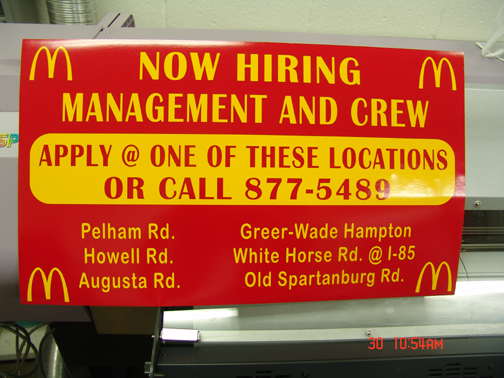 NOW HIRING
MANAGEMENT AND CREW
APPLY @ ONE OF THESE LOCATIONS
OR CALL 877-5489
Pelham Rd.
Howell Rd.
Augusta Rd.
Greer-Wade Hampton
White Horse Rd. @ I-85
Old Spartanburg Rd.
SP
30 10:54AM